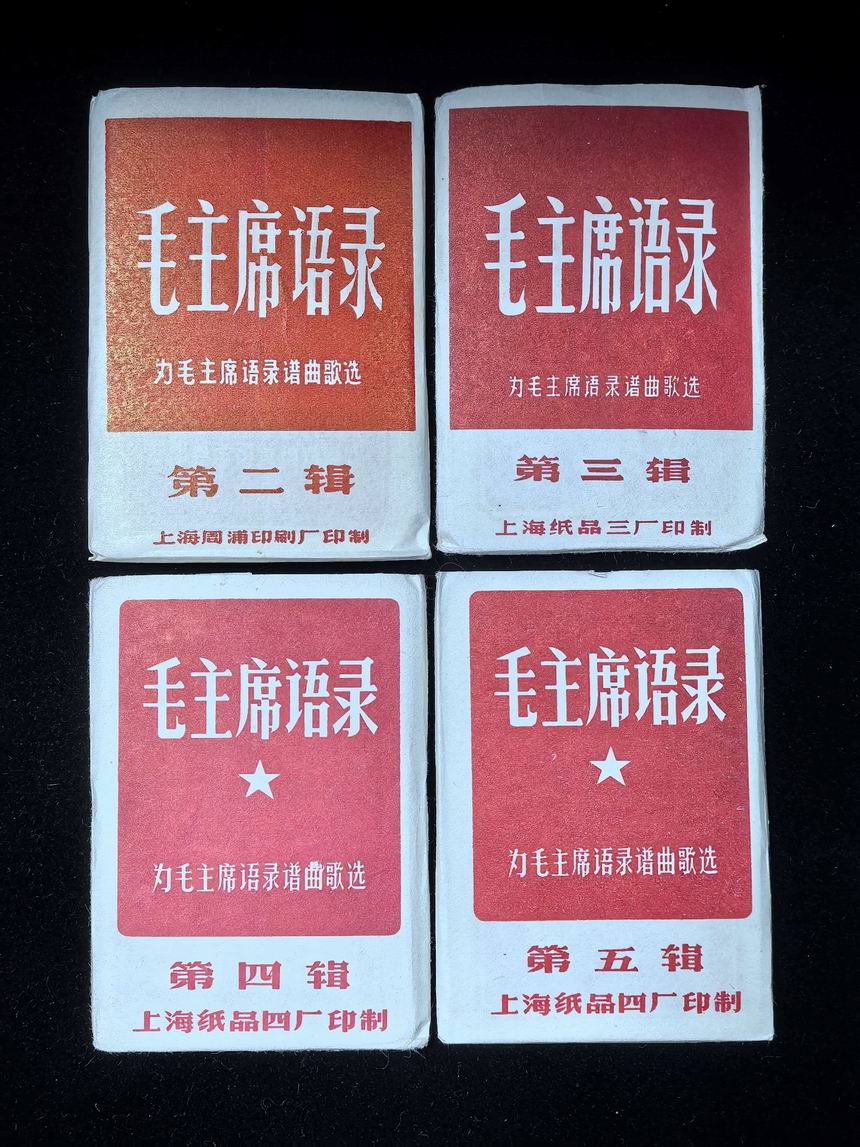 毛主席语录
为毛主席语录谱曲歌选
第二辑
上海周浦印刷厂印制
毛主席语录
为毛主席语录谱曲歌选
第三辑
上海纸品三厂印制
毛主席语录
为毛主席语录谱曲歌选
第四辑
上海纸品四厂印制
毛主席语录
为毛主席语录谱曲歌选
第五辑
上海纸品四厂印制